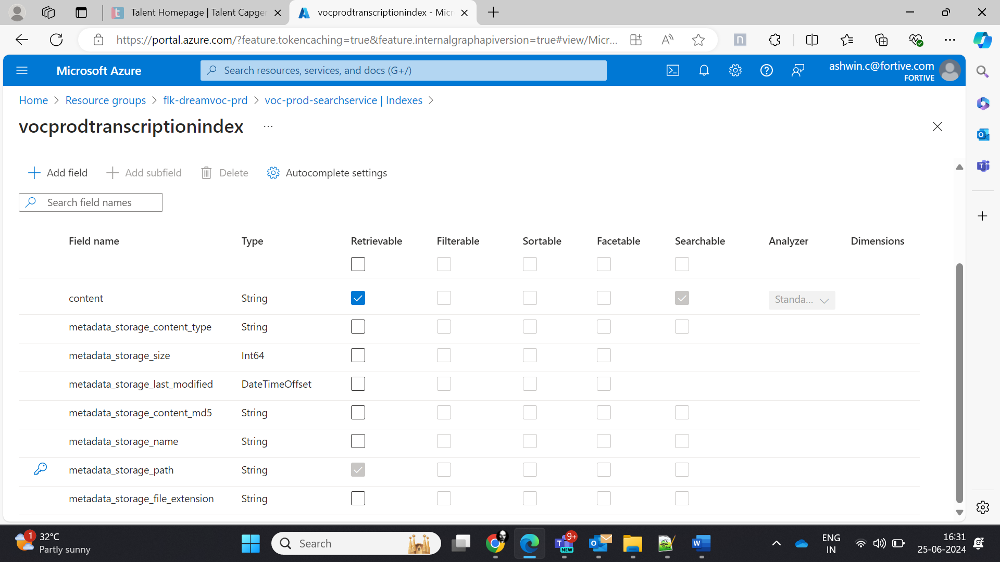 Talent Homepage | Talent Capger
vocprodtranscriptionindex - Micr
https://portal.azure.com/?feature.tokencaching=true&feature.internalgraphapiversion=true#view/Micr...
Microsoft Azure
Search resources, services, and docs (G+/)
ashwin.c@fortive.com
FORTIVE
Home > Resource groups > flk-dreamvoc-prd > voc-prod-searchservice | Indexes >
vocprodtranscriptionindex ...
Add field Add subfield Delete Autocomplete settings
Search field names
Field name Type Retrievable Filterable Sortable Facetable Searchable Analyzer Dimensions
content String Standa...
metadata_storage_content_type String
metadata_storage_size Int64
metadata_storage_last_modified DateTimeOffset
metadata_storage_content_md5 String
metadata_storage_name String
metadata_storage_path String
metadata_storage_file_extension String
1
32°C
Partly sunny
Search
9+
NEW
ENG
IN
16:31
25-06-2024